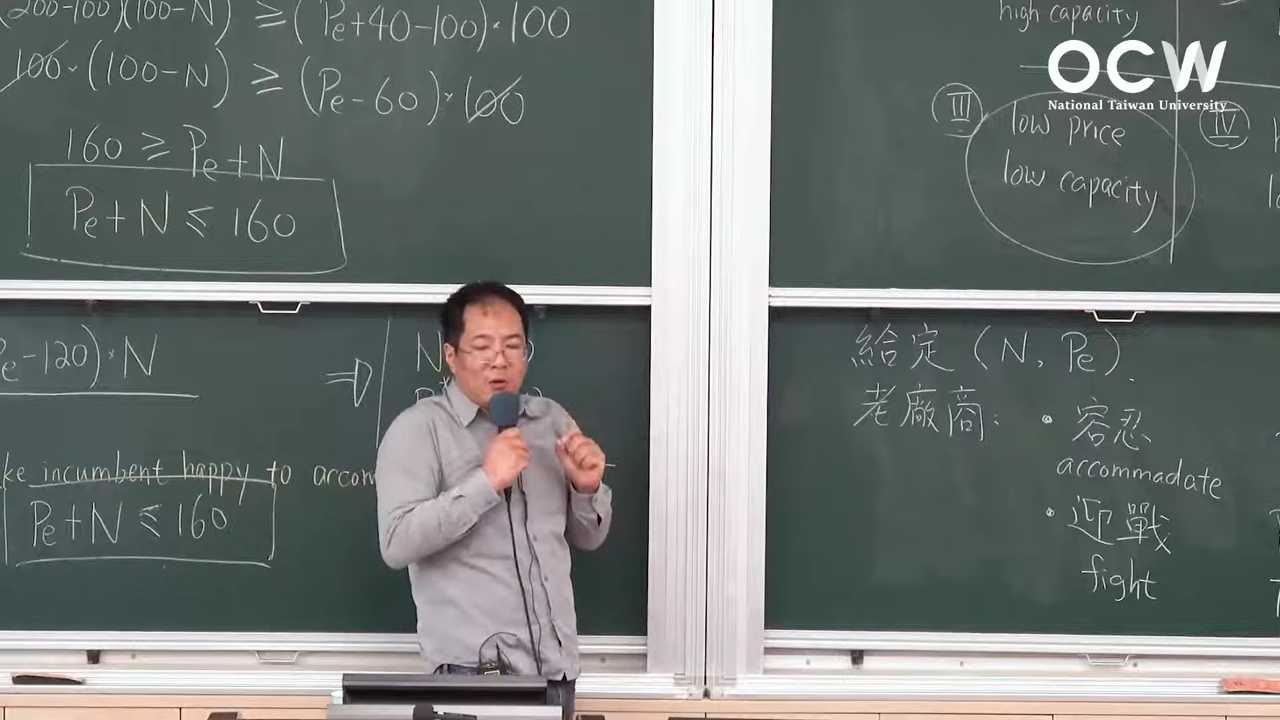 (200-100)(100-N) ≥ (Pe+40-100)·100
100·(100-N) ≥ (Pe-60)·100
160 ≥ Pe+N
Pe+N ≤ 160
Pe-120)·N
⇒
N
ke incumbent happy to accom
Pe+N ≤ 160
high capacity
OCW
National Taiwan University
III
low price
low capacity
IV
給定 (N, Pe).
老廠商:
• 容忍
accommadate
• 迎戰
fight